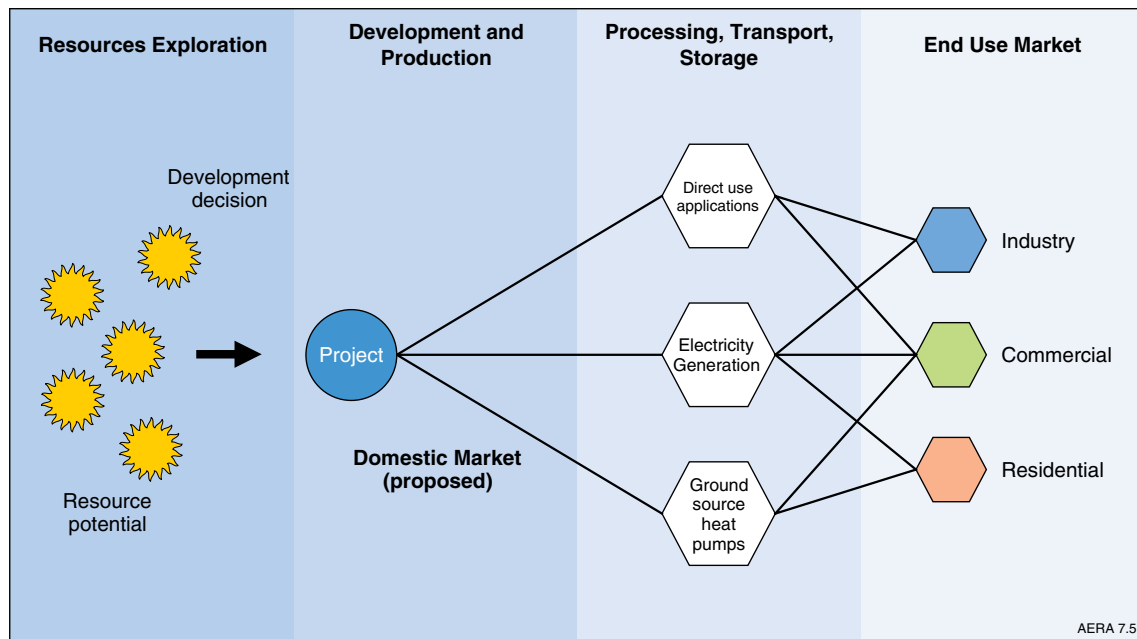 Resources Exploration
Development and
Production
Processing, Transport,
Storage
End Use Market
Development
decision
Resource
potential
Project
Domestic Market
(proposed)
Direct use
applications
Electricity
Generation
Ground
source
heat
pumps
Industry
Commercial
Residential
AERA 7.5